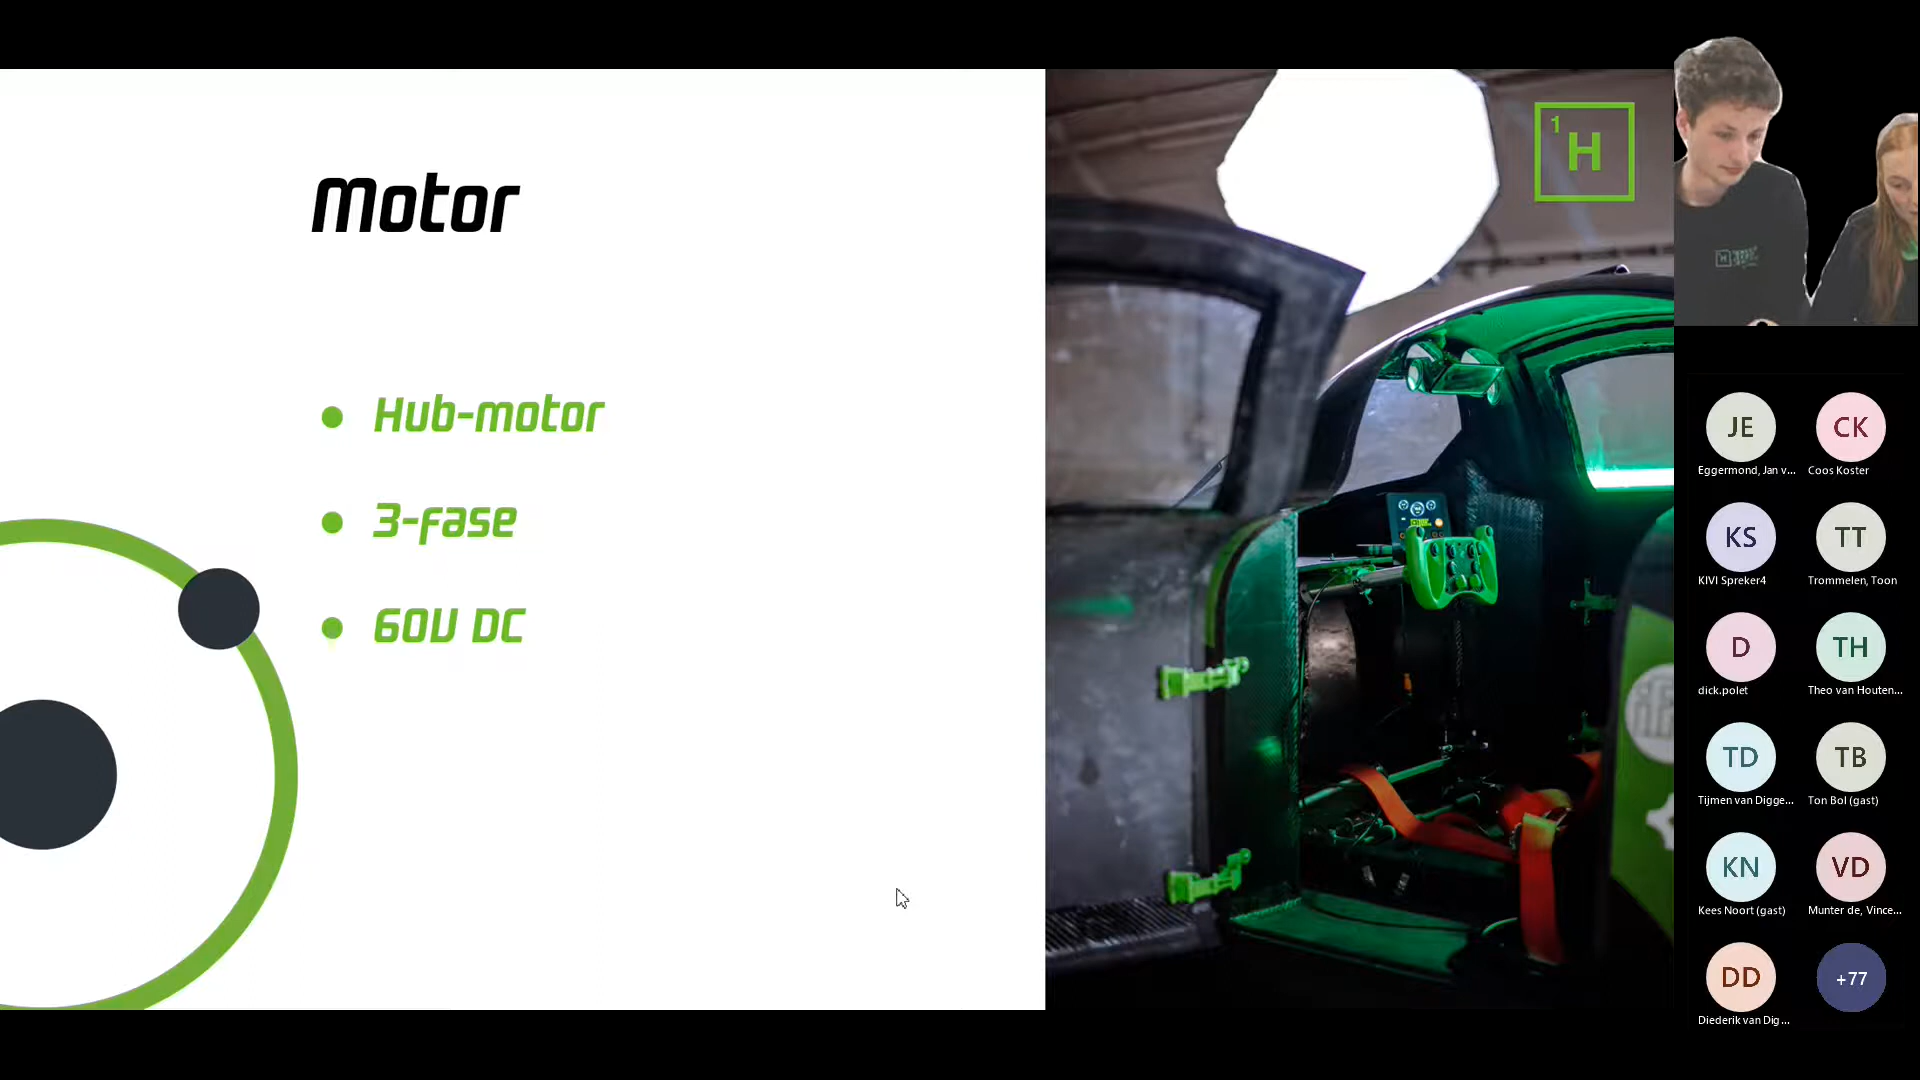 Motor
Hub-motor
3-fase
60V DC
1
H
JE
CK
Eggermond, Jan v...
Coos Koster
KS
TT
KIVI Spreker4
Trommelen, Toon
D
TH
dick.polet
Theo van Houten...
TD
TB
Tijmen van Digge...
Ton Bol (gast)
KN
VD
Kees Noort (gast)
Munter de, Vince...
DD
+77
Diederik van Dig...